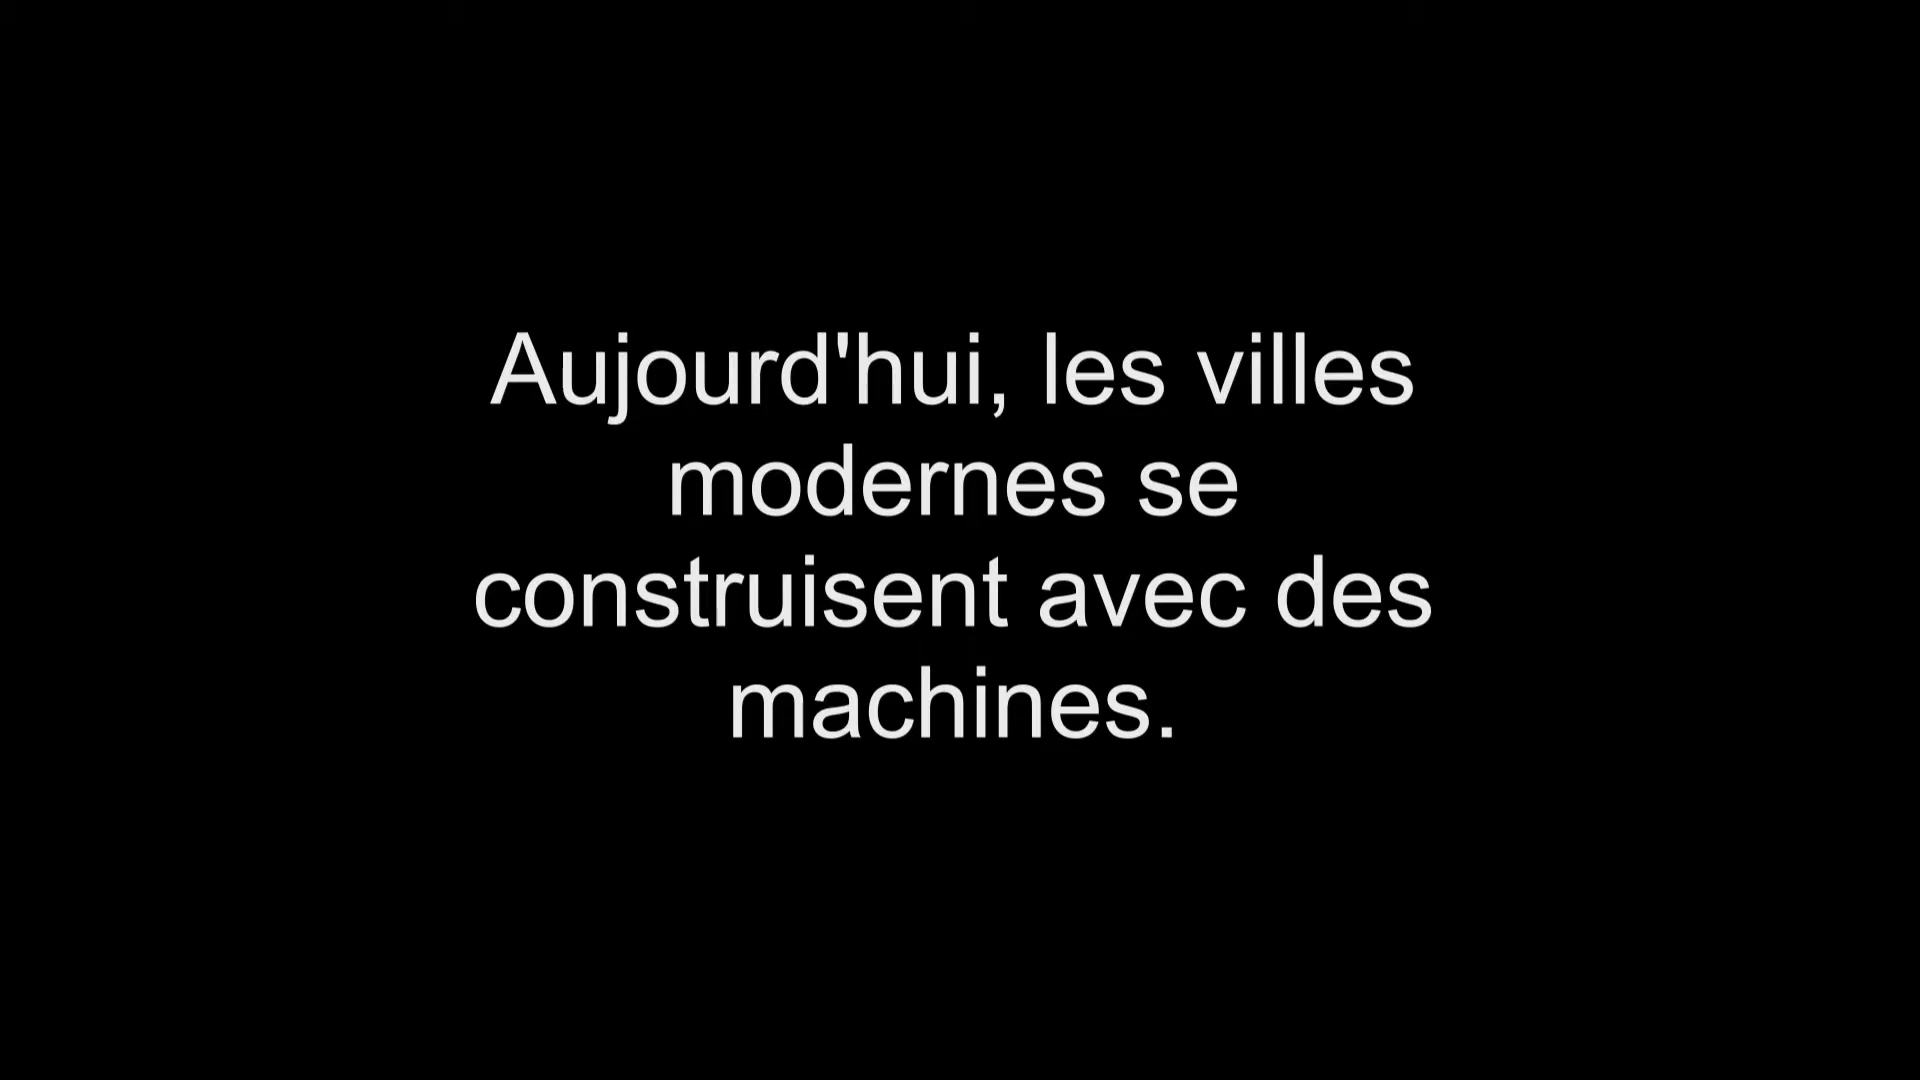 Aujourd'hui, les villes
modernes se
construisent avec des
machines.